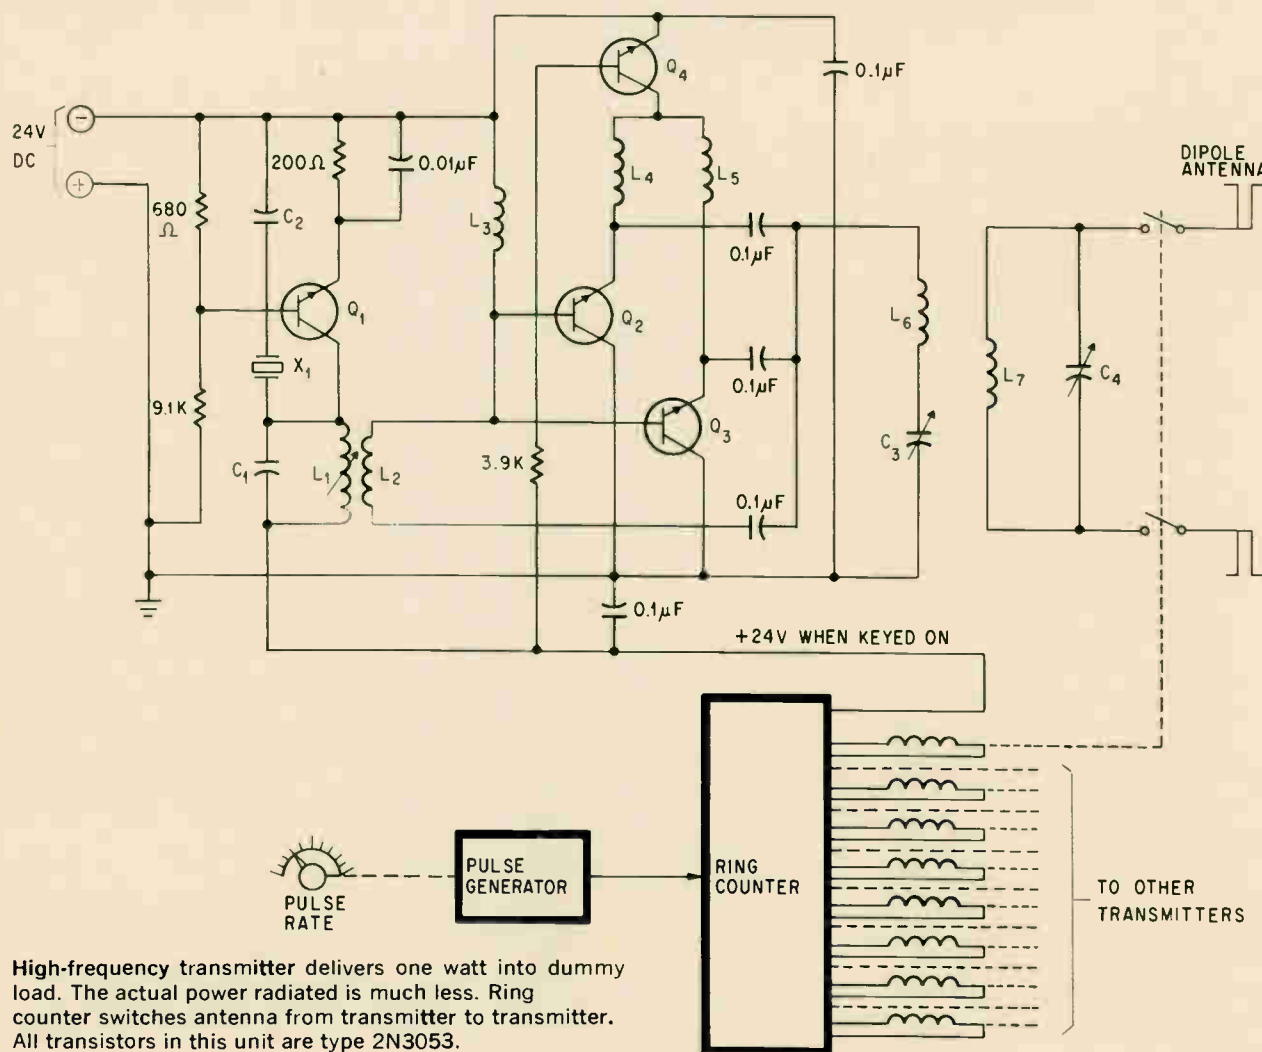 24V
DC
−
+
680
Ω
9.1K
C2
X1
C1
200Ω
0.01μF
Q1
L1
L2
L3
Q4
0.1μF
L4
L5
0.1μF
Q2
0.1μF
Q3
3.9K
0.1μF
L6
C3
L7
C4
DIPOLE
ANTENNA
0.1μF
+24V WHEN KEYED ON
PULSE
RATE
PULSE
GENERATOR
RING
COUNTER
TO OTHER
TRANSMITTERS
High-frequency transmitter delivers one watt into dummy
load. The actual power radiated is much less. Ring
counter switches antenna from transmitter to transmitter.
All transistors in this unit are type 2N3053.